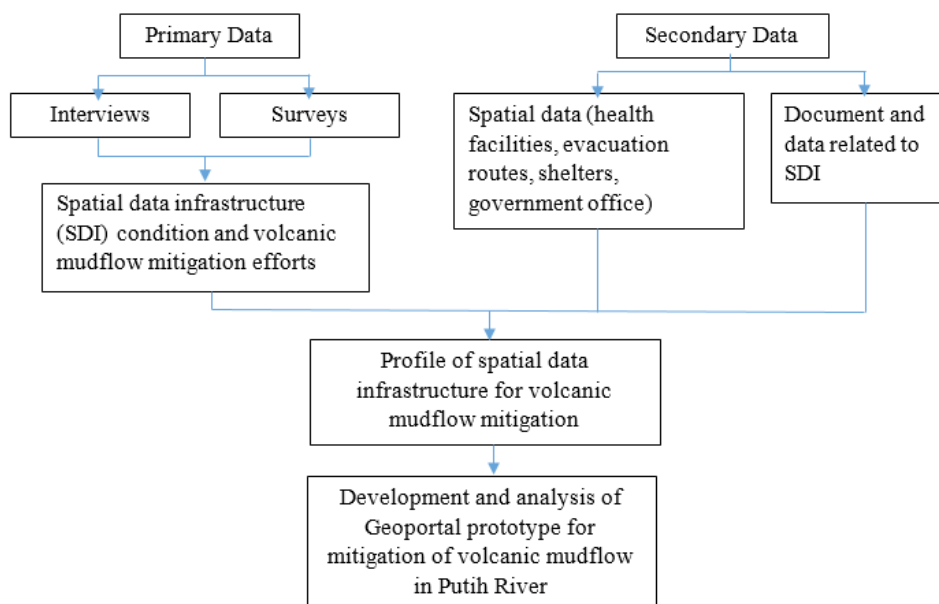 Primary Data
Secondary Data
Interviews
Surveys
Spatial data (health
facilities, evacuation
routes, shelters,
government office)
Document and
data related to
SDI
Spatial data infrastructure
(SDI) condition and volcanic
mudflow mitigation efforts
Profile of spatial data
infrastructure for volcanic
mudflow mitigation
Development and analysis of
Geoportal prototype for
mitigation of volcanic mudflow
in Putih River